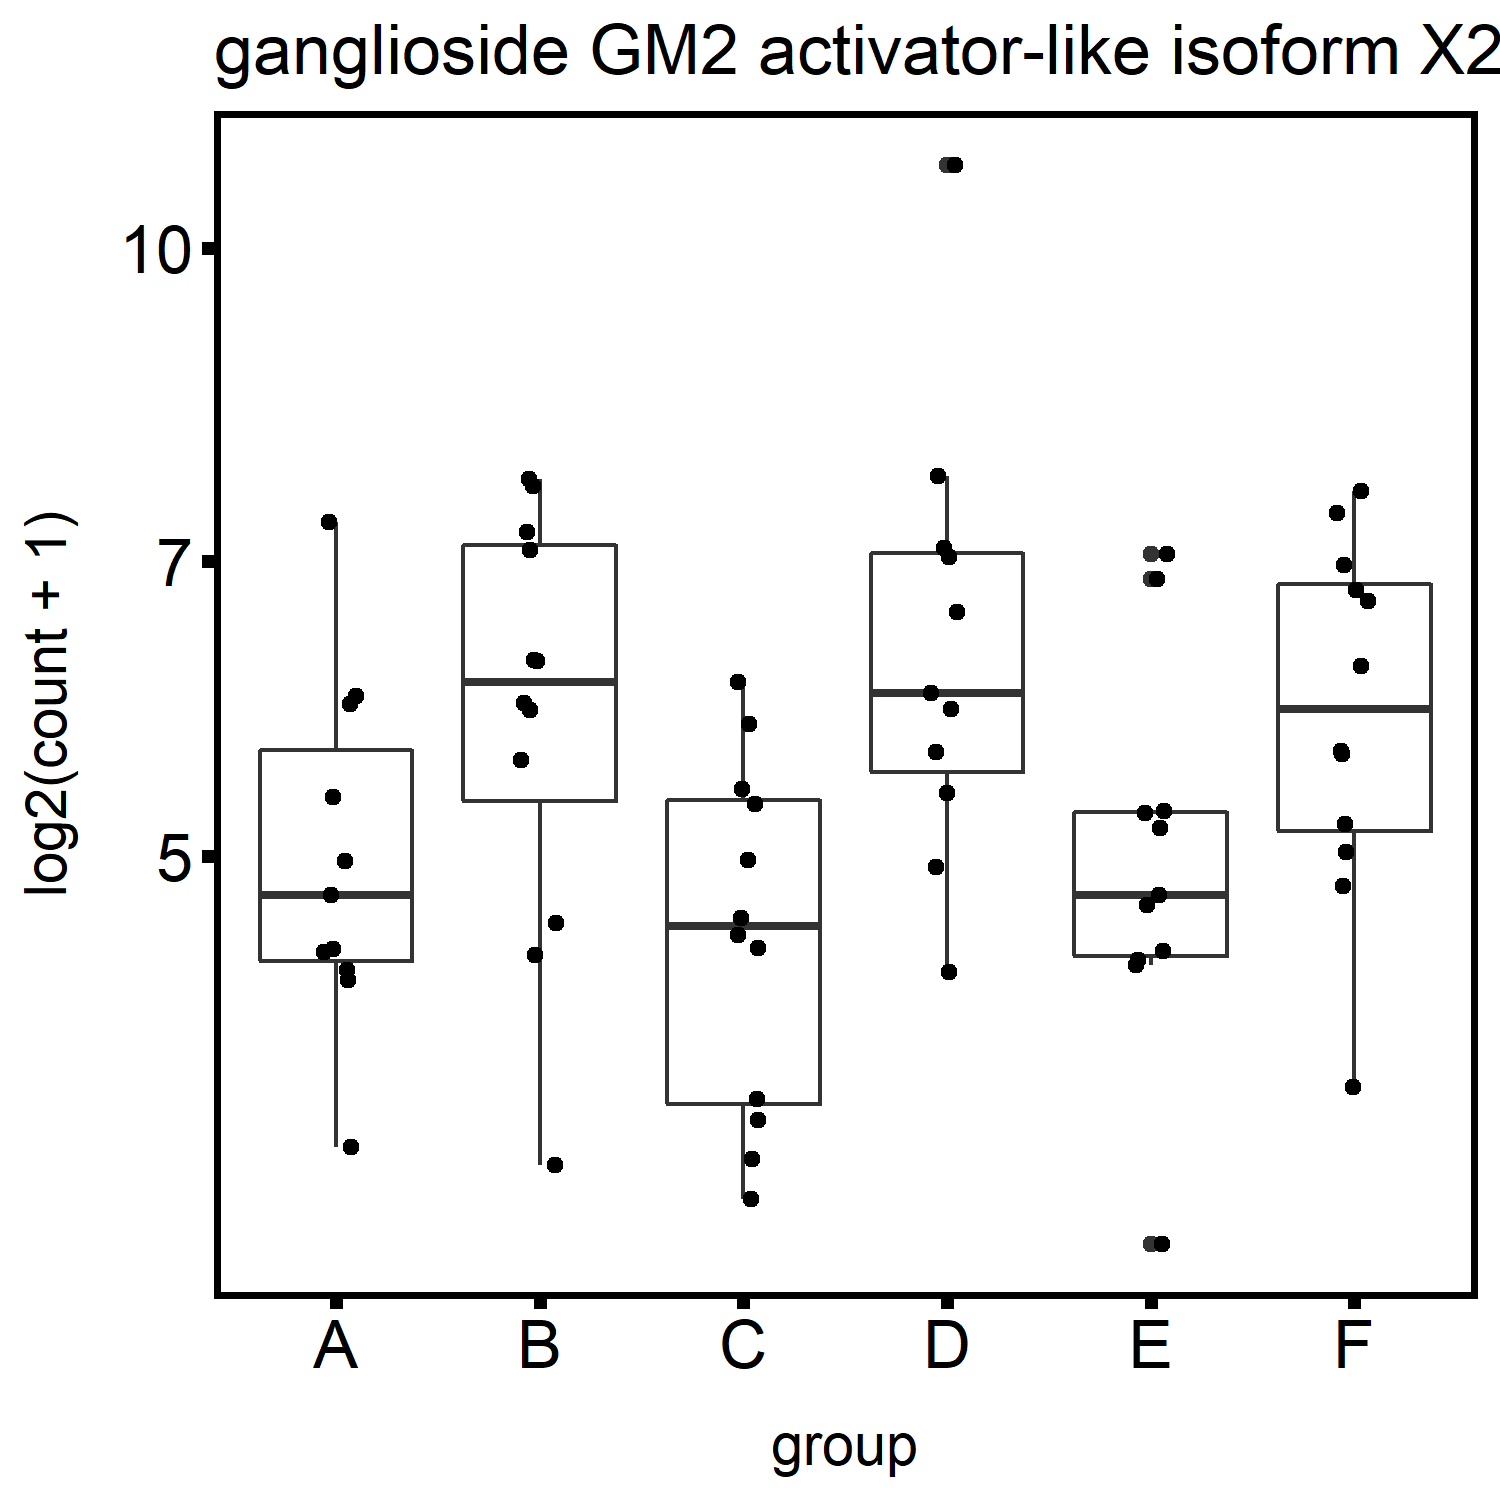 ganglioside GM2 activator-like isoform X2
log2(count + 1)
10
7
5
A B C D E F
group